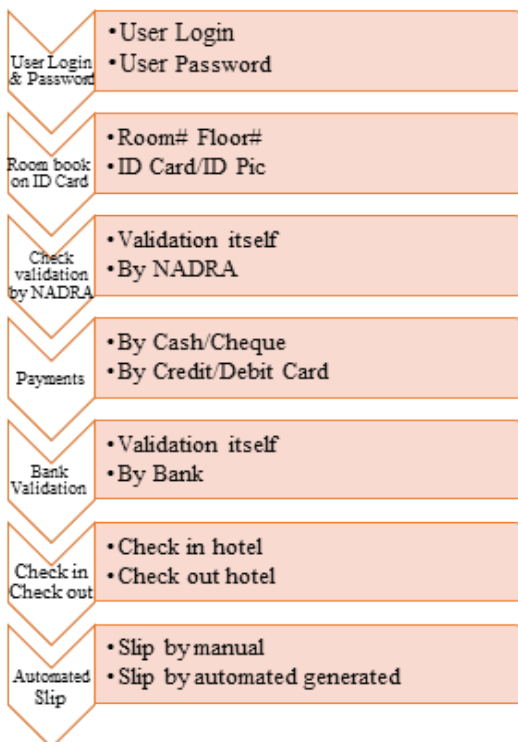 User Login
& Password
• User Login
• User Password
Room book
on ID Card
• Room# Floor#
• ID Card/ID Pic
Check
validation
by NADRA
• Validation itself
• By NADRA
Payments
• By Cash/Cheque
• By Credit/Debit Card
Bank
Validation
• Validation itself
• By Bank
Check in
Check out
• Check in hotel
• Check out hotel
Automated
Slip
• Slip by manual
• Slip by automated generated